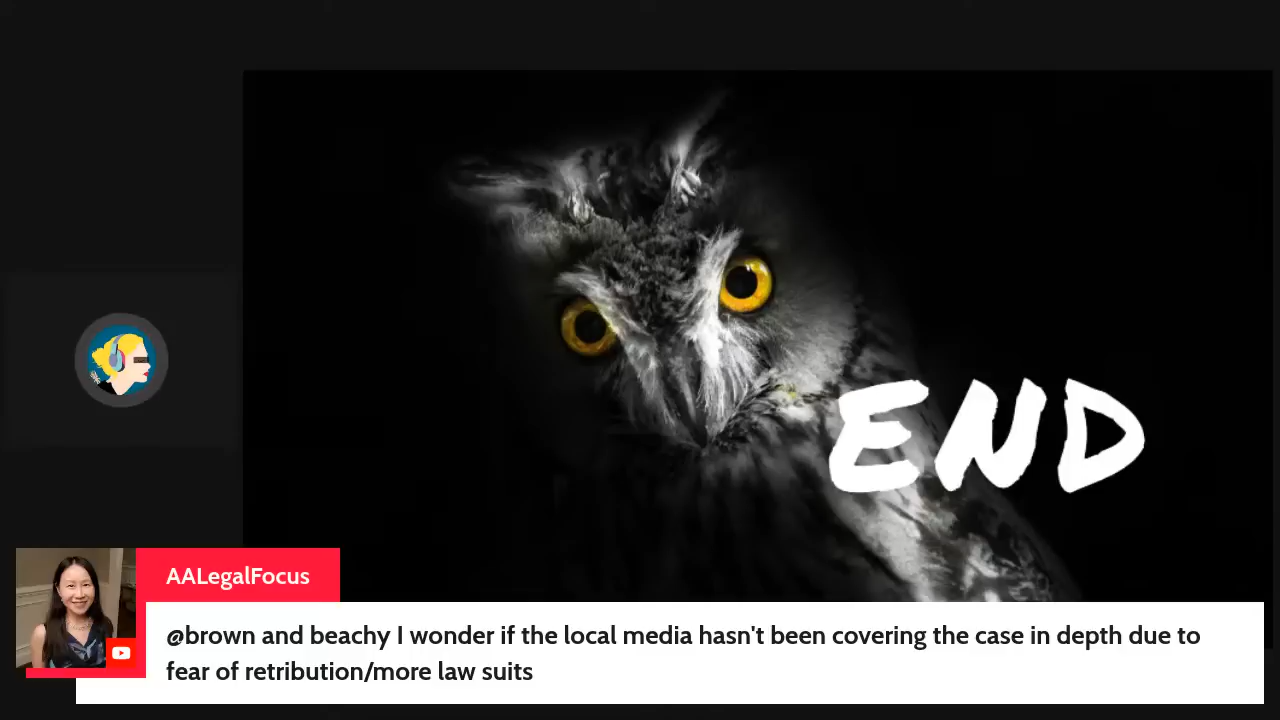 END
AALegalFocus
@brown and beachy I wonder if the local media hasn't been covering the case in depth due to
fear of retribution/more law suits